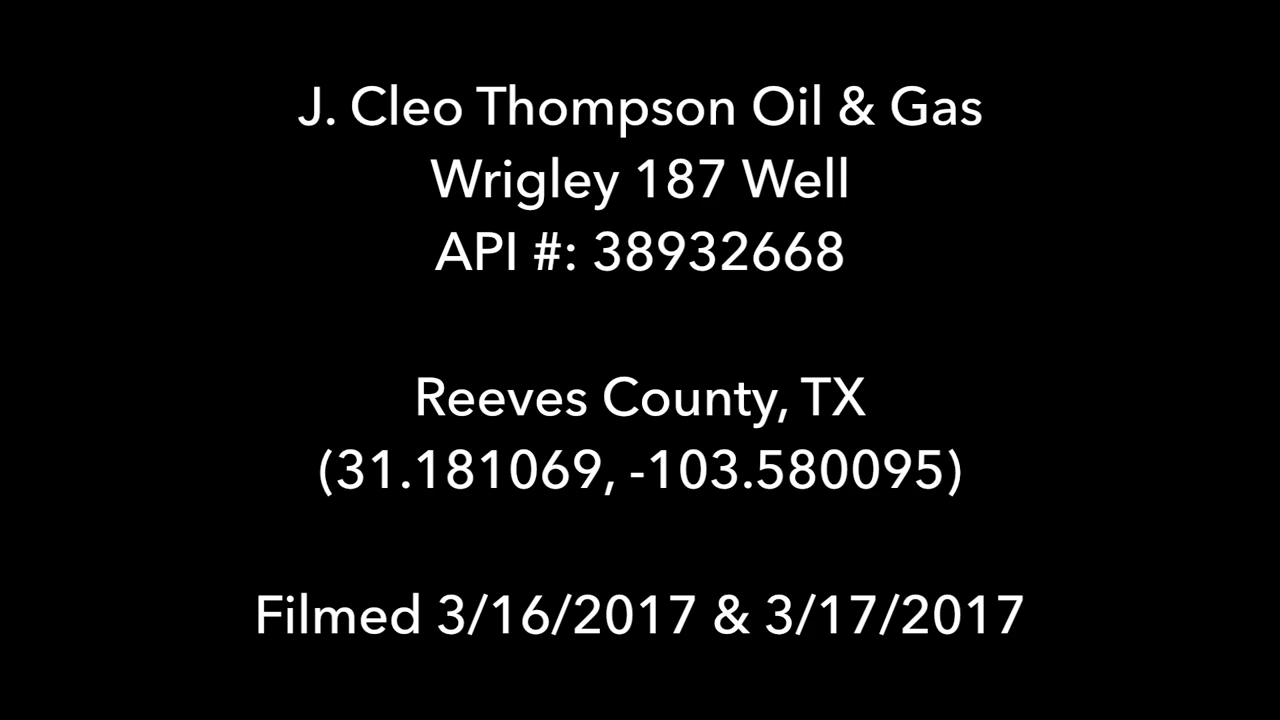 J. Cleo Thompson Oil & Gas
Wrigley 187 Well
API #: 38932668
Reeves County, TX
(31.181069, -103.580095)
Filmed 3/16/2017 & 3/17/2017